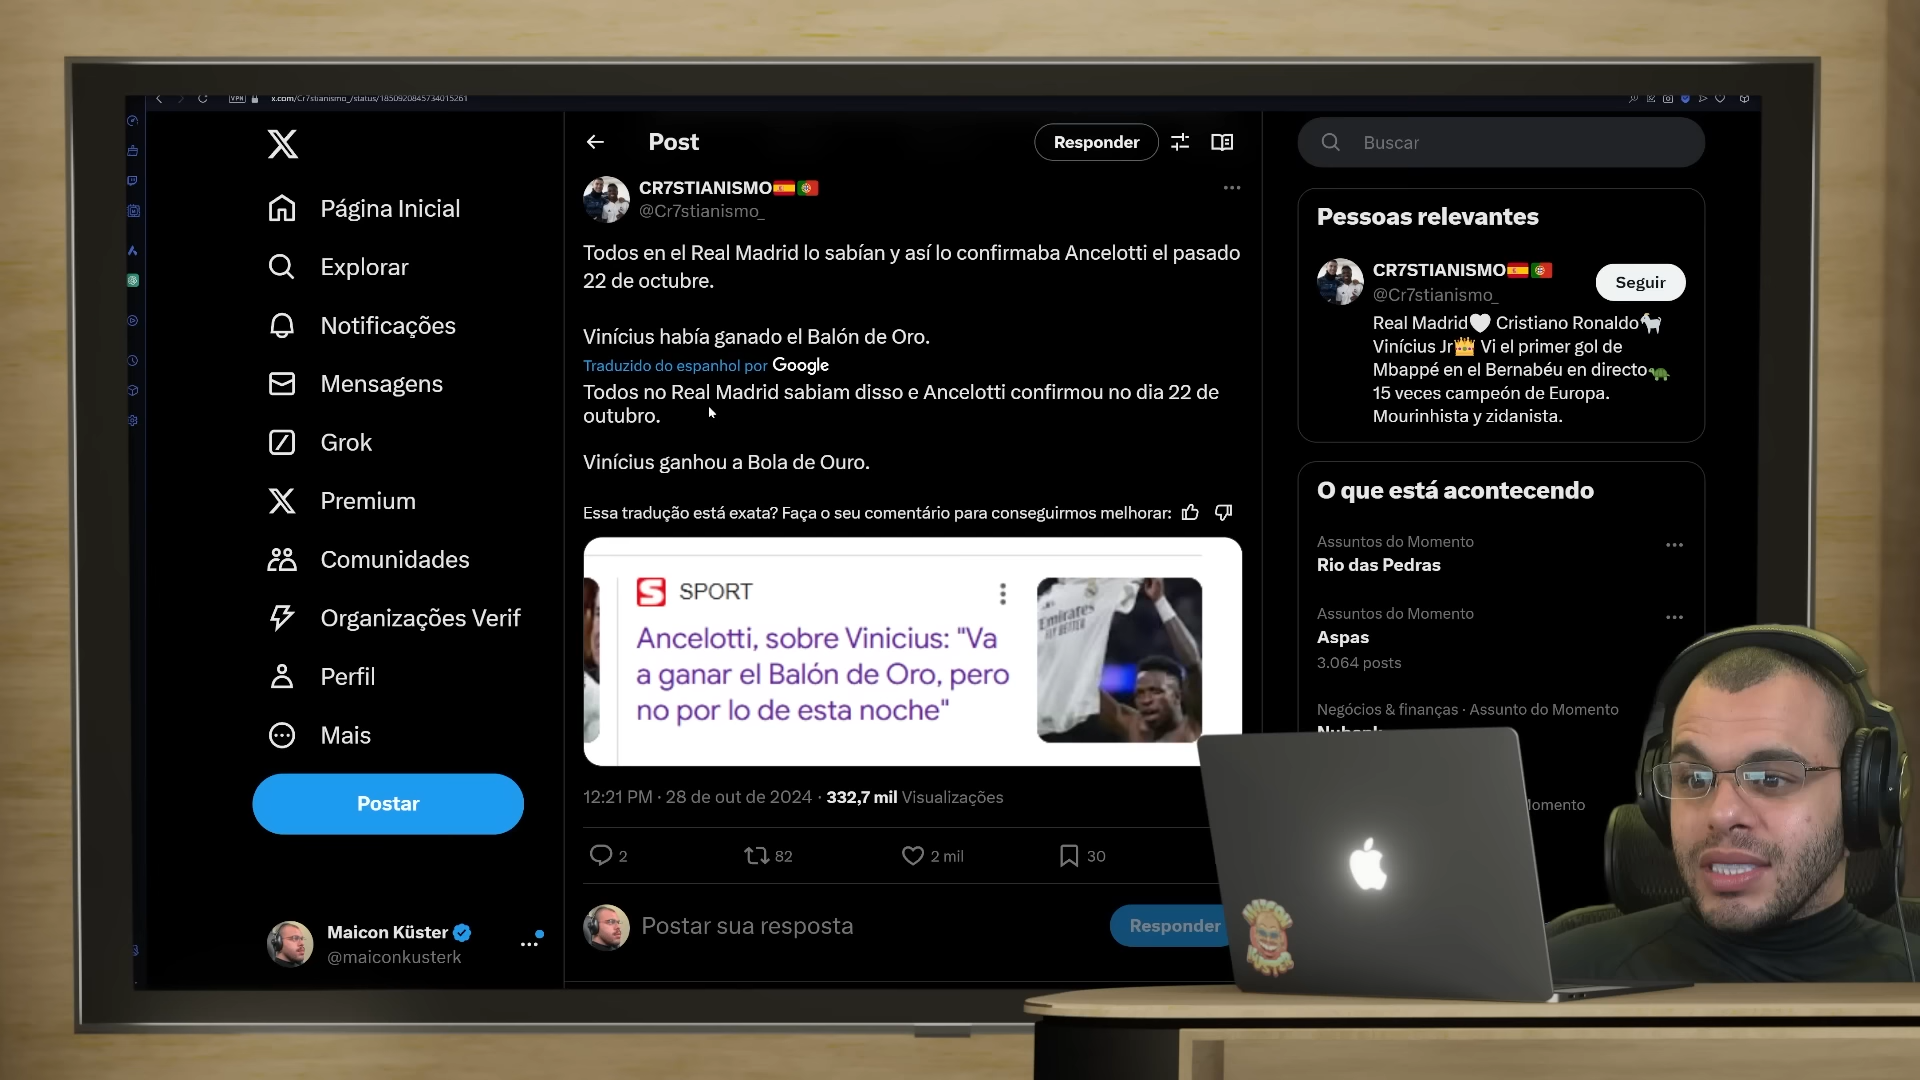 VPN
x.com/Cr7stianismo_/status/1850920845734015261
Página Inicial
Explorar
Notificações
Mensagens
Grok
Premium
Comunidades
Organizações Verif
Perfil
Mais
Postar
Maicon Küster
@maiconkusterk
Post
Responder
CR7STIANISMO
@Cr7stianismo_
Todos en el Real Madrid lo sabían y así lo confirmaba Ancelotti el pasado
22 de octubre.
Vinícius había ganado el Balón de Oro.
Traduzido do espanhol por Google
Todos no Real Madrid sabiam disso e Ancelotti confirmou no dia 22 de
outubro.
Vinícius ganhou a Bola de Ouro.
Essa tradução está exata? Faça o seu comentário para conseguirmos melhorar:
S SPORT
Ancelotti, sobre Vinicius: "Va
a ganar el Balón de Oro, pero
no por lo de esta noche"
Emirates
FLY BETTER
12:21 PM · 28 de out de 2024 · 332,7 mil Visualizações
2
82
2 mil
30
Postar sua resposta
Responder
Buscar
Pessoas relevantes
CR7STIANISMO
@Cr7stianismo_
Seguir
Real Madrid🤍 Cristiano Ronaldo🐐
Vinícius Jr👑 Vi el primer gol de
Mbappé en el Bernabéu en directo🐢
15 veces campeón de Europa.
Mourinhista y zidanista.
O que está acontecendo
Assuntos do Momento
Rio das Pedras
Assuntos do Momento
Aspas
3.064 posts
Negócios & finanças · Assunto do Momento